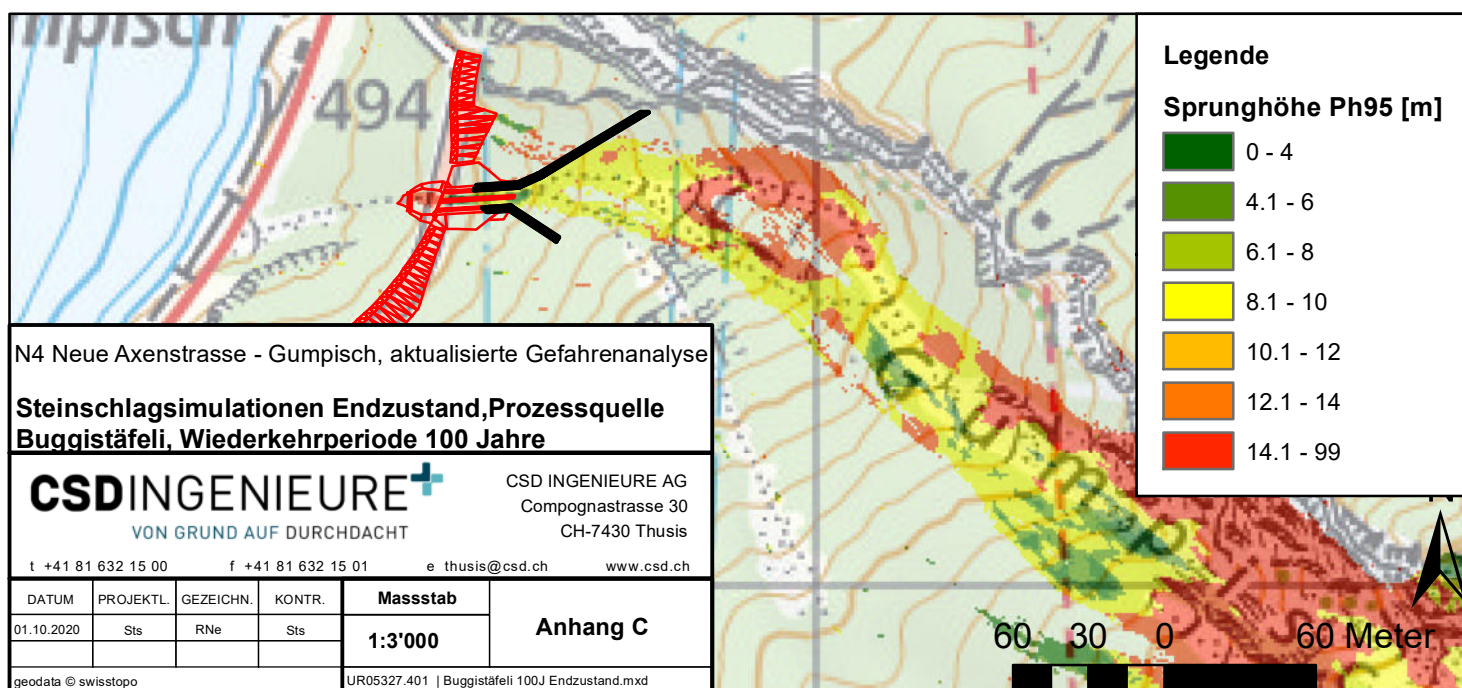 494
Gump
Legende
Sprunghöhe Ph95 [m]
0 - 4
4.1 - 6
6.1 - 8
8.1 - 10
10.1 - 12
12.1 - 14
14.1 - 99
N4 Neue Axenstrasse - Gumpisch, aktualisierte Gefahrenanalyse
Steinschlagsimulationen Endzustand,Prozessquelle
Buggistäfeli, Wiederkehrperiode 100 Jahre
CSDINGENIEURE
VON GRUND AUF DURCHDACHT
CSD INGENIEURE AG
Compognastrasse 30
CH-7430 Thusis
t +41 81 632 15 00 f +41 81 632 15 01 e thusis@csd.ch www.csd.ch
DATUM PROJEKTL. GEZEICHN. KONTR.
01.10.2020 Sts RNe Sts
Massstab
1:3'000
Anhang C
geodata © swisstopo
UR05327.401 | Buggistäfeli 100J Endzustand.mxd
N
60 30 0 60 Meter